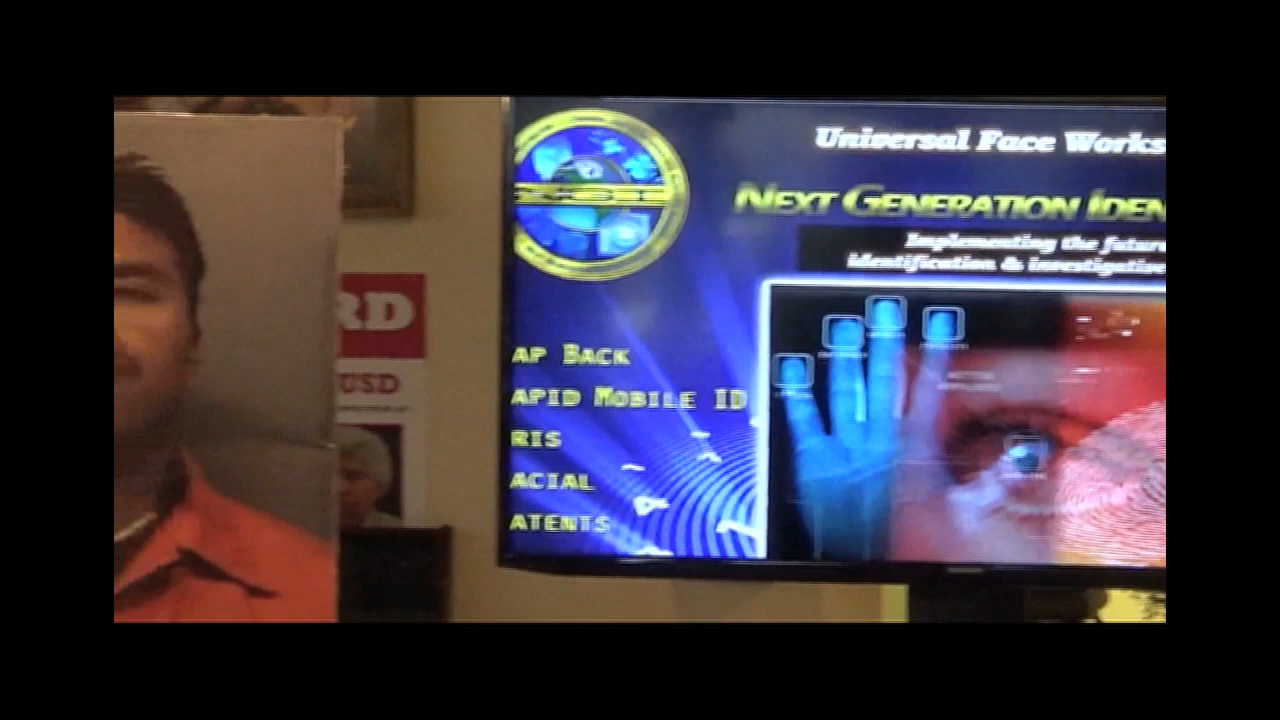 RD
USD
Universal Face Works
NEXT GENERATION IDEN
Implementing the future
identification & investigative
AP BACK
APID MOBILE ID
RIS
ACIAL
ATENTS